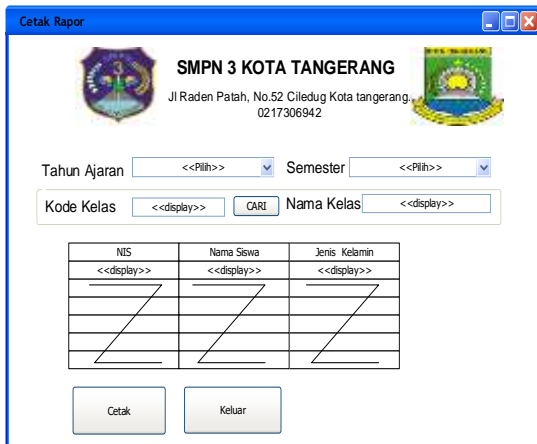 Cetak Rapor
SMPN 3 KOTA TANGERANG
Jl Raden Patah, No.52 Ciledug Kota tangerang.
0217306942
Tahun Ajaran <<Pilih>> Semester <<Pilih>>
Kode Kelas <<display>> CARI Nama Kelas <<display>>
NIS Nama Siswa Jenis Kelamin
<<display>> <<display>> <<display>>
Cetak Keluar